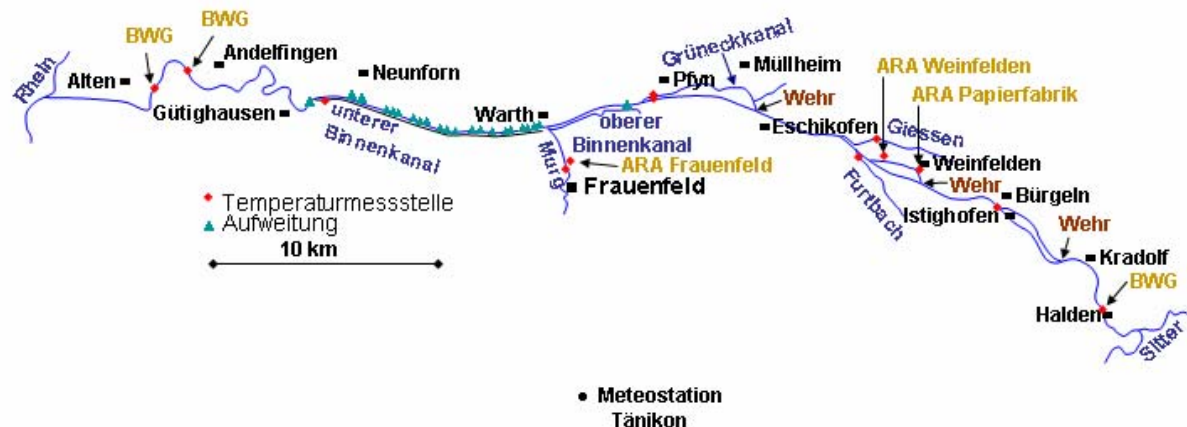 BWG
BWG
Andelfingen
Rhein
Alten
Neunforn
Gütighausen
unterer
Binnenkanal
Warth
Grüneckkanal
Pfyn
Müllheim
Wehr
oberer
Binnenkanal
Eschikofen
ARA Weinfelden
ARA Papierfabrik
Giessen
Weinfelden
Murg
ARA Frauenfeld
Frauenfeld
Furtbach
Wehr
Bürgeln
Istighofen
Wehr
Kradolf
BWG
Halden
Sitter
Temperaturmessstelle
Aufweitung
10 km
Meteostation
Tänikon